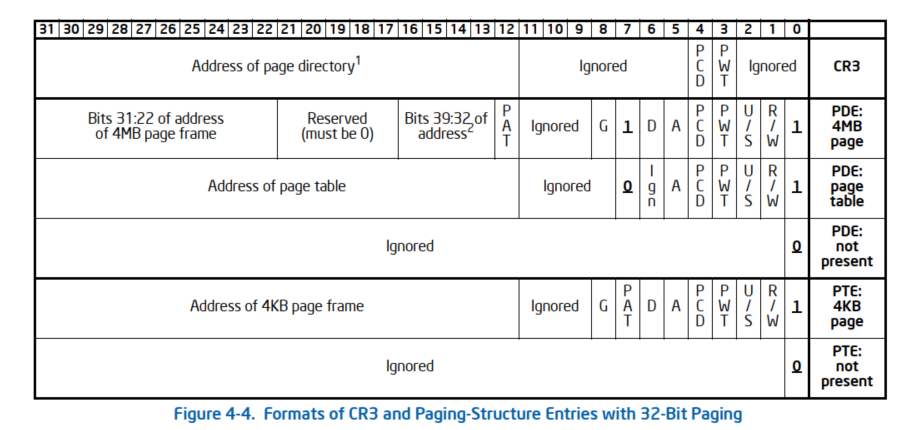 31 30 29 28 27 26 25 24 23 22 21 20 19 18 17 16 15 14 13 12 11 10 9 8 7 6 5 4 3 2 1 0
Address of page directory1 Ignored PCD PWT Ignored CR3
Bits 31:22 of address
of 4MB page frame
Reserved
(must be 0)
Bits 39:32 of
address2
PAT Ignored G 1 D A PCD PWT U/S R/W 1
PDE:
4MB
page
Address of page table Ignored 0 Ign A PCD PWT U/S R/W 1
PDE:
page
table
Ignored 0
PDE:
not
present
Address of 4KB page frame Ignored G PAT D A PCD PWT U/S R/W 1
PTE:
4KB
page
Ignored 0
PTE:
not
present
Figure 4-4. Formats of CR3 and Paging-Structure Entries with 32-Bit Paging